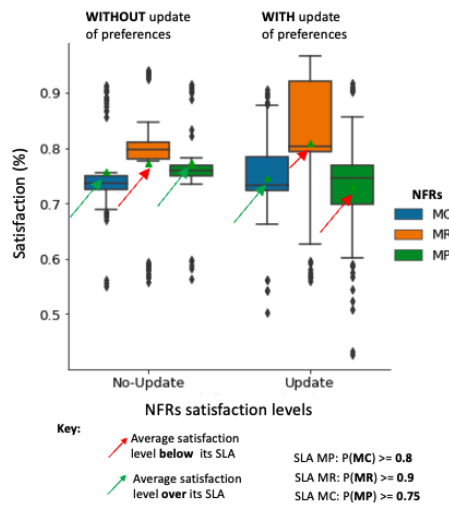 WITHOUT update
of preferences
WITH update
of preferences
Satisfaction (%)
0.9
0.8
0.7
0.6
0.5
NFRs
MC
MR
MP
No-Update
Update
NFRs satisfaction levels
Key:
Average satisfaction
level below its SLA
Average satisfaction
level over its SLA
SLA MP: P(MC) >= 0.8
SLA MR: P(MR) >= 0.9
SLA MC: P(MP) >= 0.75